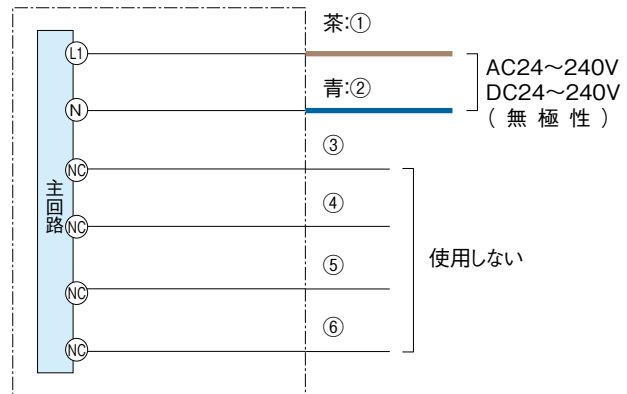 茶:①
L1
AC24〜240V
DC24〜240V
(無極性)
青:②
N
③
NC
主回路
④
NC
使用しない
⑤
NC
⑥
NC